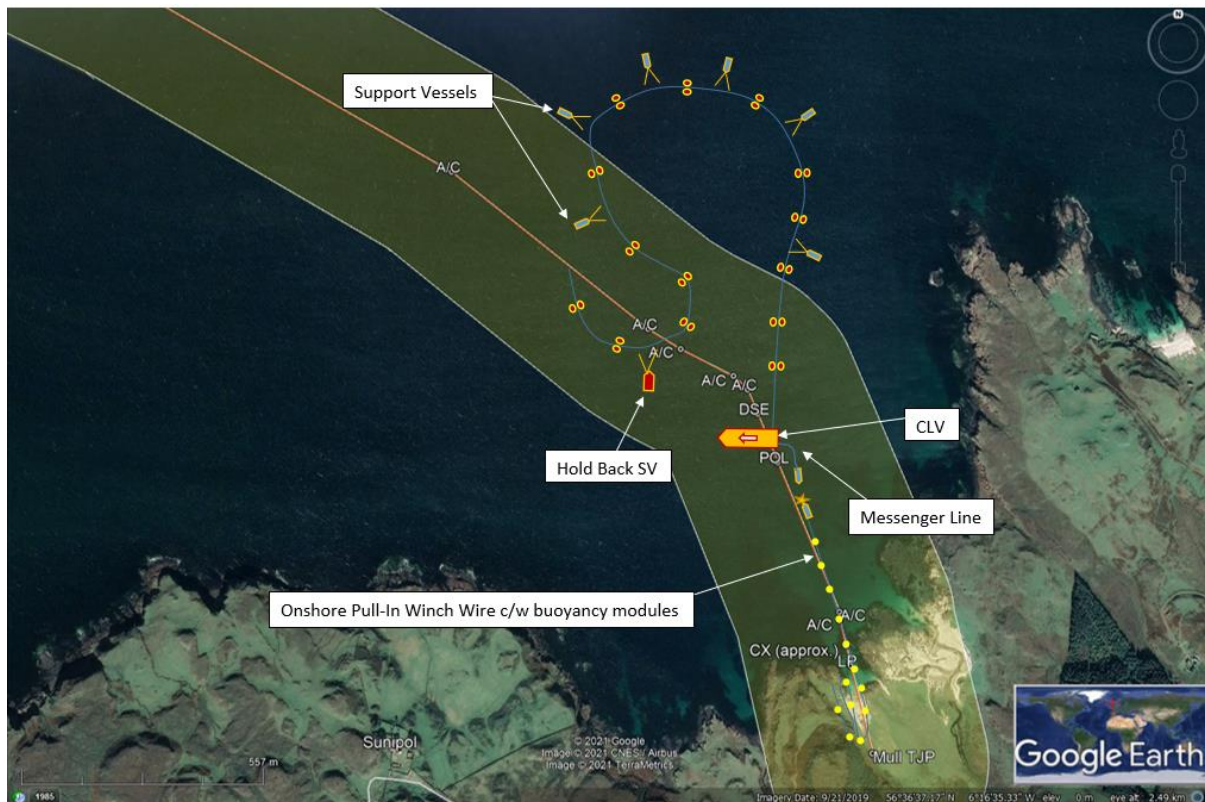 N
Support Vessels
A/C
A/C
A/C
A/C
A/C
DSE
CLV
POL
Hold Back SV
Messenger Line
Onshore Pull-In Winch Wire c/w buoyancy modules
A/C
A/C
CX (approx.)
LP
Sunipol
© 2021 Google
Image © 2021 CNES / Airbus
Image © 2021 TerraMetrics
Mull TJP
Google Earth
557 m
1985
Imagery Date: 9/21/2019 56°36'37.17" N 6°16'35.33" W elev 0 m eye alt 2.49 km